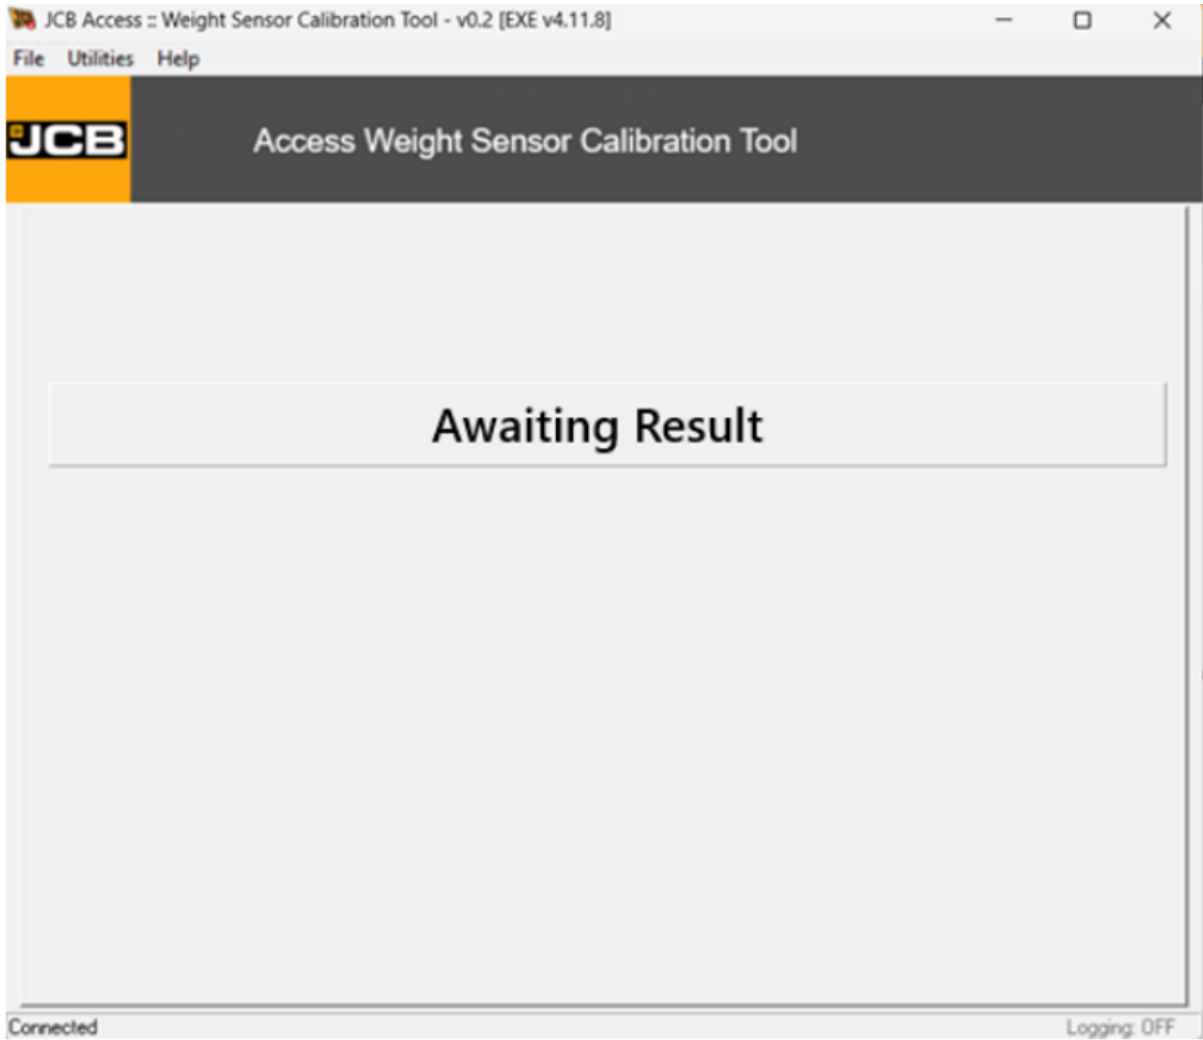 JCB Access :: Weight Sensor Calibration Tool - v0.2 [EXE v4.11.8]
File Utilities Help
JCB Access Weight Sensor Calibration Tool
Awaiting Result
Connected Logging: OFF